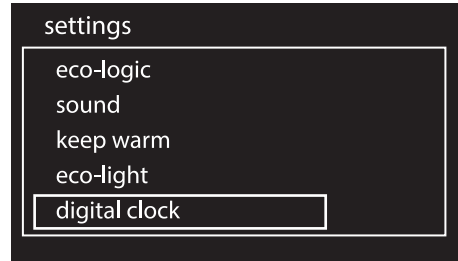 settings
eco-logic
sound
keep warm
eco-light
digital clock